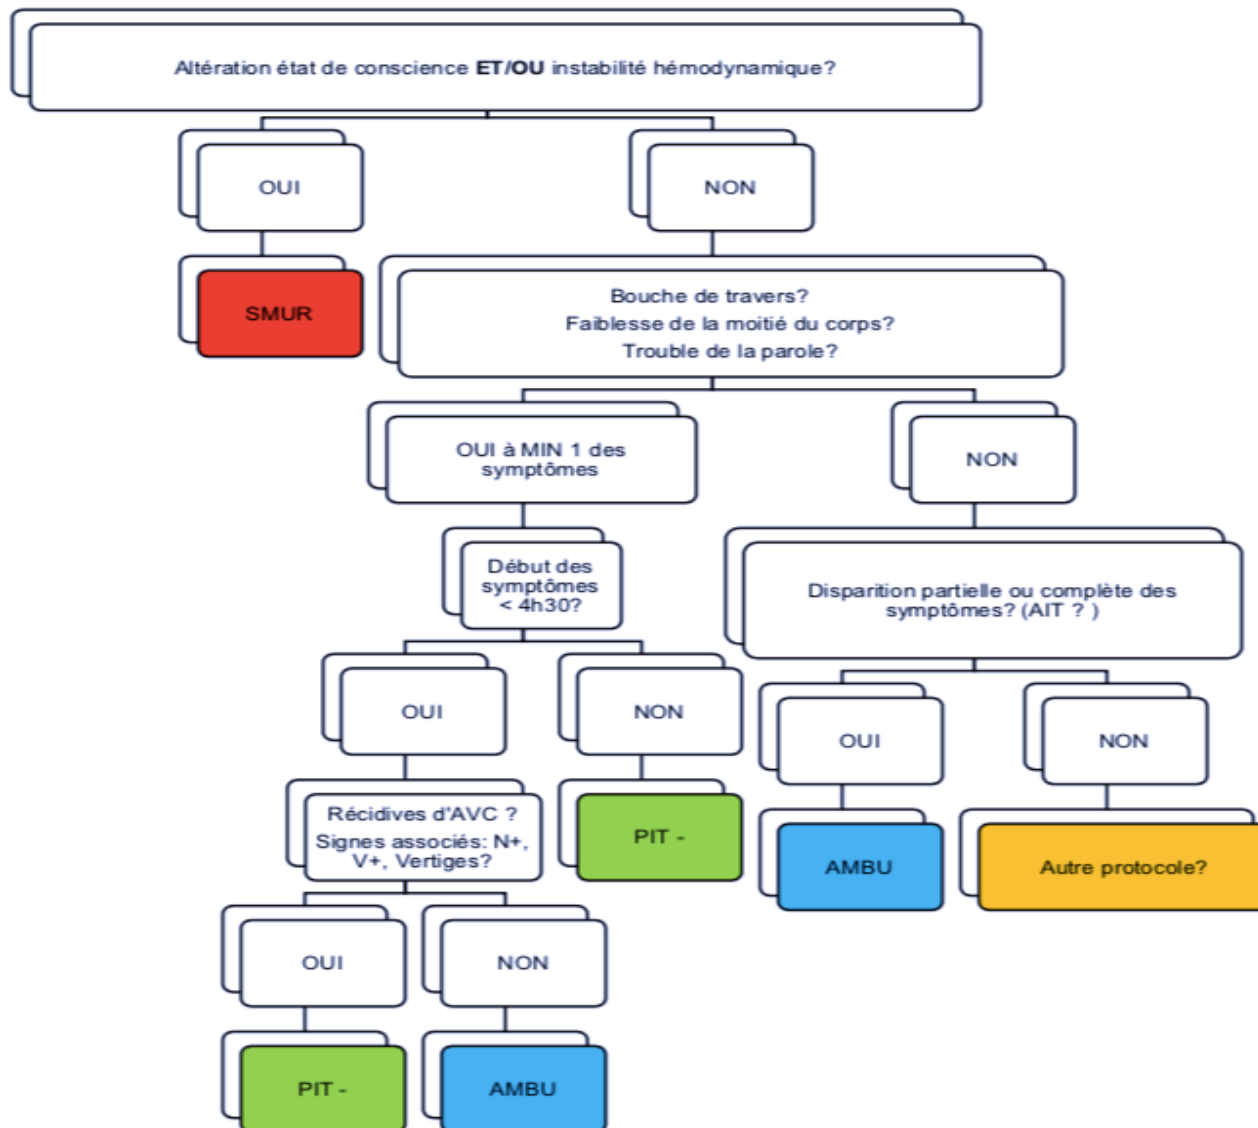 Altération état de conscience ET/OU instabilité hémodynamique?
OUI
NON
SMUR
Bouche de travers?
Faiblesse de la moitié du corps?
Trouble de la parole?
OUI à MIN 1 des
symptômes
NON
Début des
symptômes
< 4h30?
Disparition partielle ou complète des
symptômes? (AIT ? )
OUI
NON
OUI
NON
Récidives d'AVC ?
Signes associés: N+,
V+, Vertiges?
PIT -
AMBU
Autre protocole?
OUI
NON
PIT -
AMBU